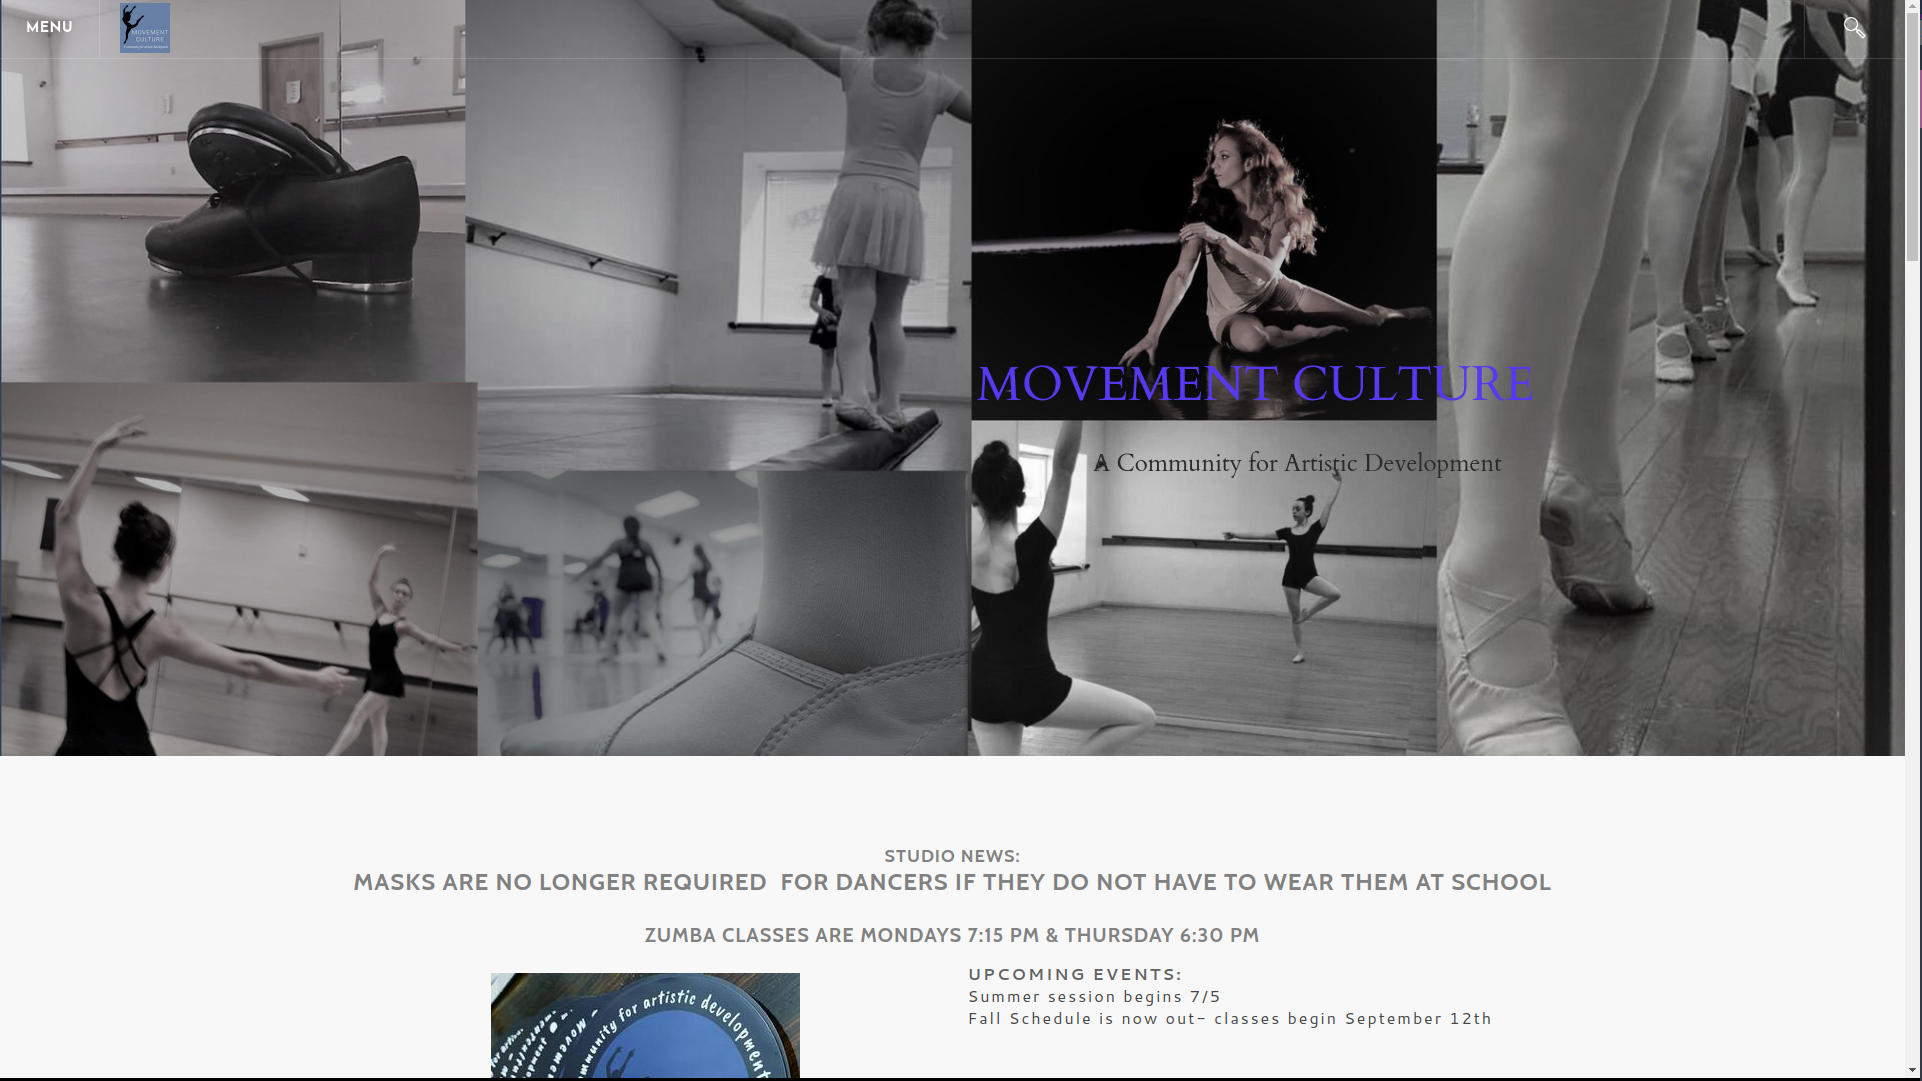 MENU
MOVEMENT
CULTURE
MOVEMENT CULTURE
A Community for Artistic Development
STUDIO NEWS:
MASKS ARE NO LONGER REQUIRED  FOR DANCERS IF THEY DO NOT HAVE TO WEAR THEM AT SCHOOL
ZUMBA CLASSES ARE MONDAYS 7:15 PM & THURSDAY 6:30 PM
UPCOMING EVENTS:
Summer session begins 7/5
Fall Schedule is now out- classes begin September 12th
for artistic development